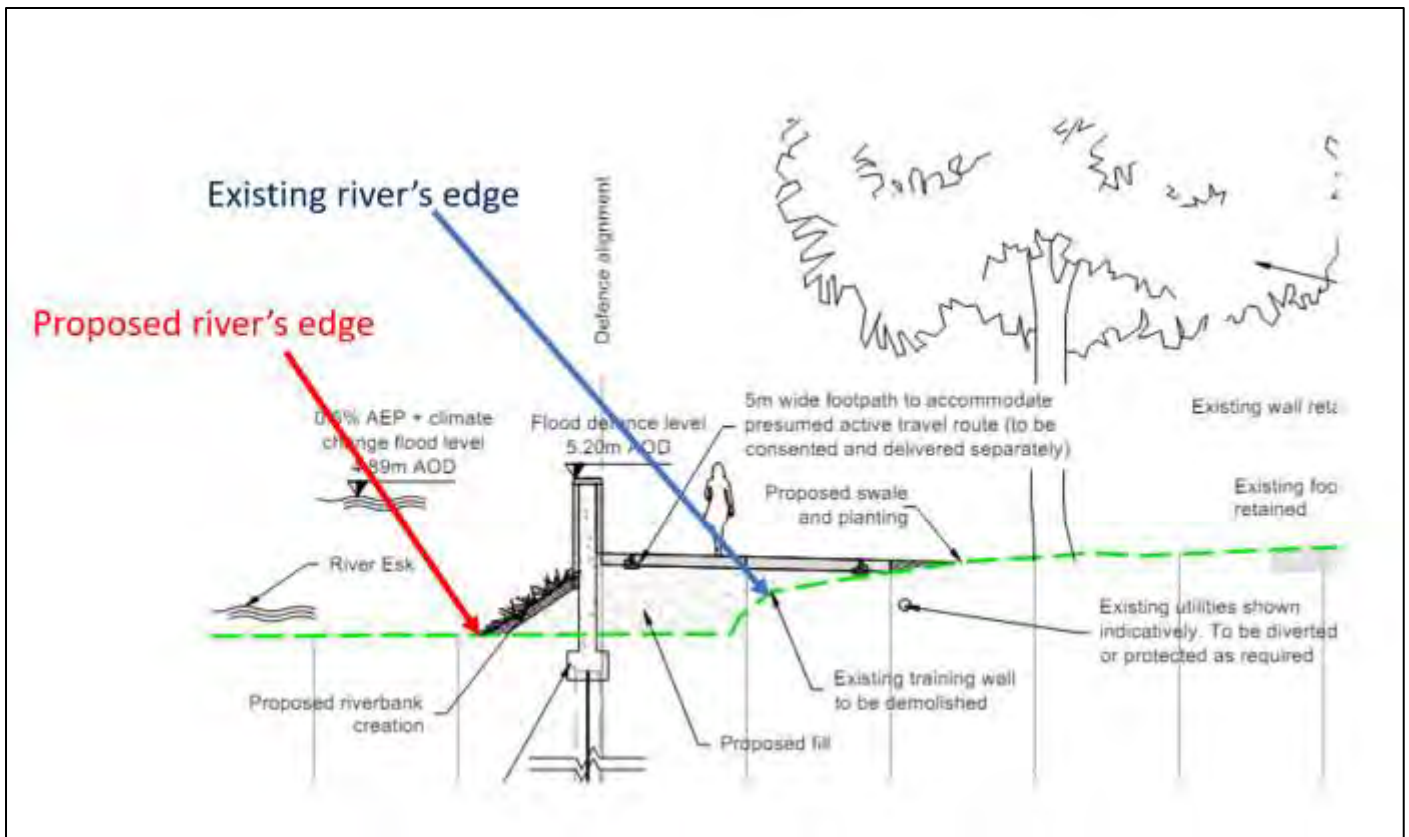 Existing river's edge
Defence alignment
Proposed river's edge
AEP + climate
change flood level
4.89m AOD
Flood defence level
5.20m AOD
5m wide footpath to accommodate
presumed active travel route (to be
consented and delivered separately)
Existing wall reta
Proposed swale
and planting
Existing foo
retained
River Esk
Existing utilities shown
indicatively. To be diverted
or protected as required
Existing training wall
to be demolished
Proposed riverbank
creation
Proposed fill